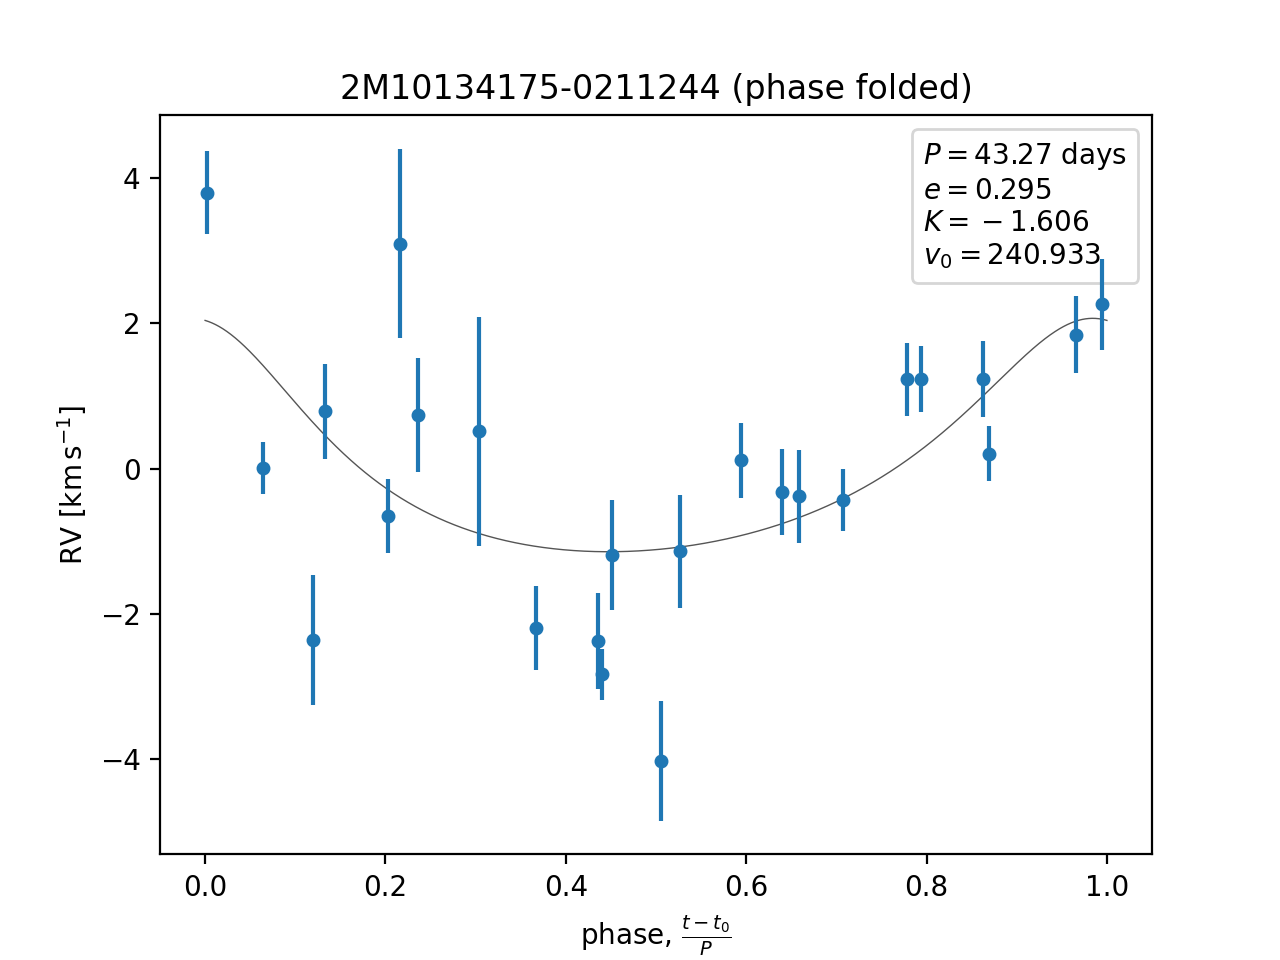 2M10134175-0211244 (phase folded)
P = 43.27 days
e = 0.295
K = −1.606
v₀ = 240.933
RV [km s⁻¹]
4
2
0
−2
−4
0.0 0.2 0.4 0.6 0.8 1.0
phase, (t − t₀)/P